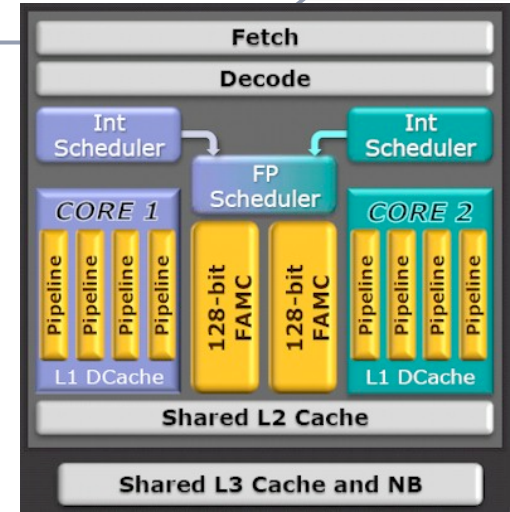 Fetch
Decode
Int
Scheduler
Int
Scheduler
FP
Scheduler
CORE 1
Pipeline
Pipeline
Pipeline
Pipeline
L1 DCache
128-bit
FAMC
128-bit
FAMC
CORE 2
Pipeline
Pipeline
Pipeline
Pipeline
L1 DCache
Shared L2 Cache
Shared L3 Cache and NB